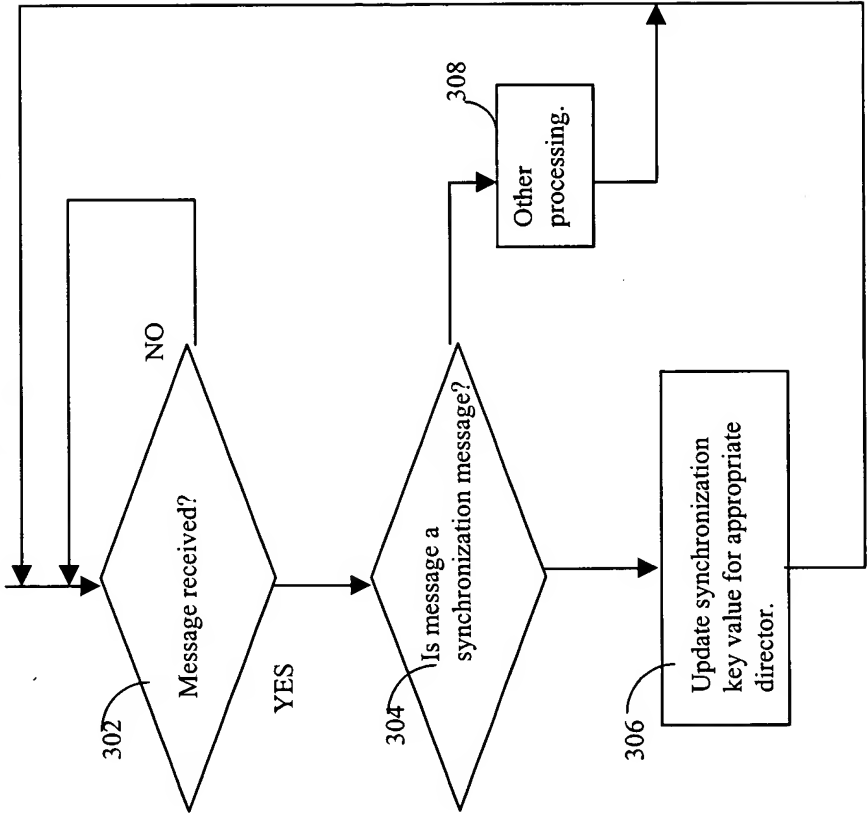 302
Message received?
NO
YES
304
Is message a
synchronization message?
308
Other
processing.
306
Update synchronization
key value for appropriate
director.